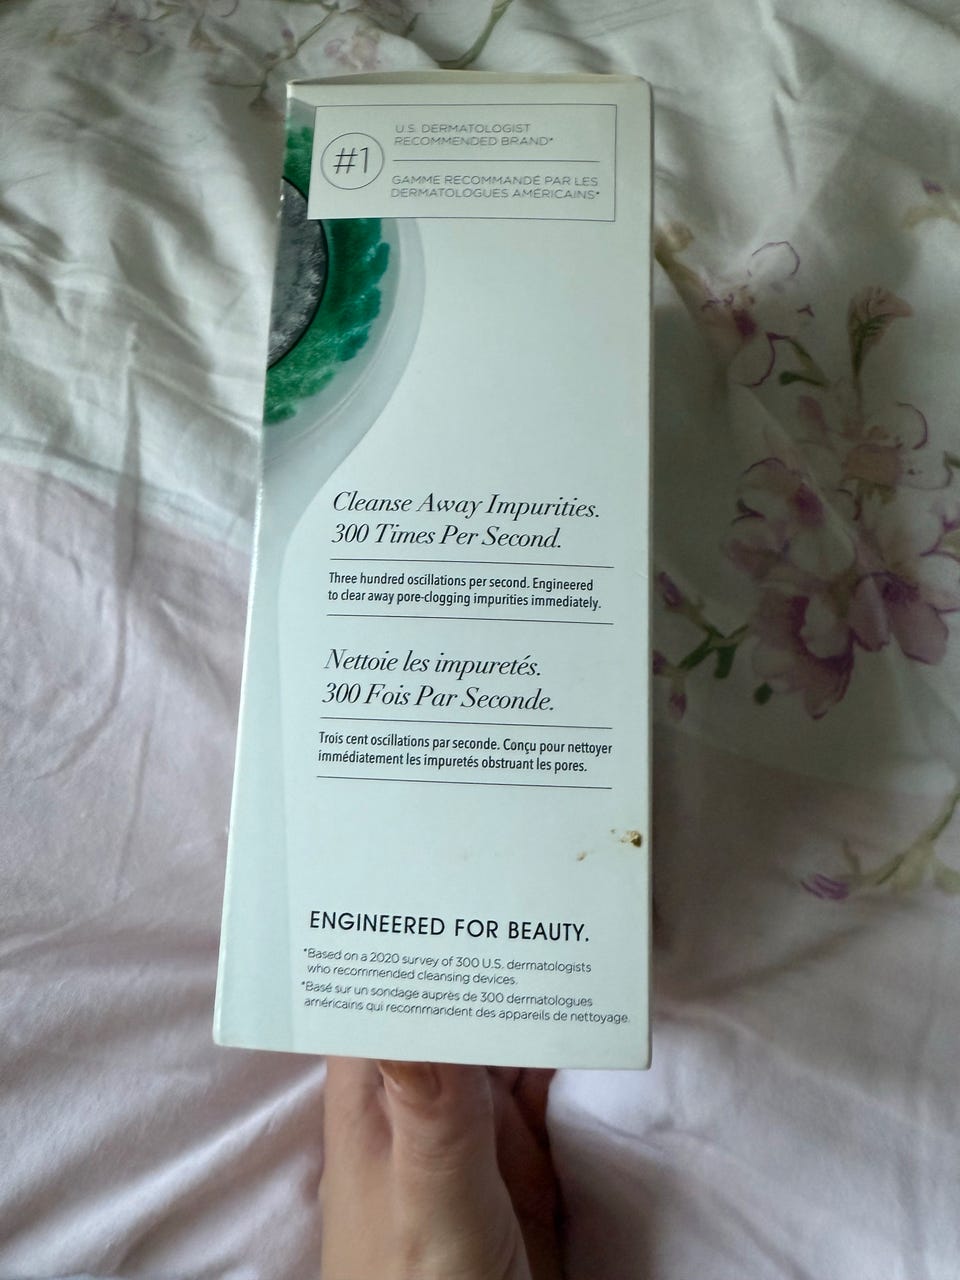 #1
U.S. DERMATOLOGIST
RECOMMENDED BRAND*
GAMME RECOMMANDÉ PAR LES
DERMATOLOGUES AMÉRICAINS*
Cleanse Away Impurities.
300 Times Per Second.
Three hundred oscillations per second. Engineered
to clear away pore-clogging impurities immediately.
Nettoie les impuretés.
300 Fois Par Seconde.
Trois cent oscillations par seconde. Conçu pour nettoyer
immédiatement les impuretés obstruant les pores.
ENGINEERED FOR BEAUTY.
*Based on a 2020 survey of 300 U.S. dermatologists
who recommended cleansing devices.
*Basé sur un sondage auprès de 300 dermatologues
américains qui recommandent des appareils de nettoyage.